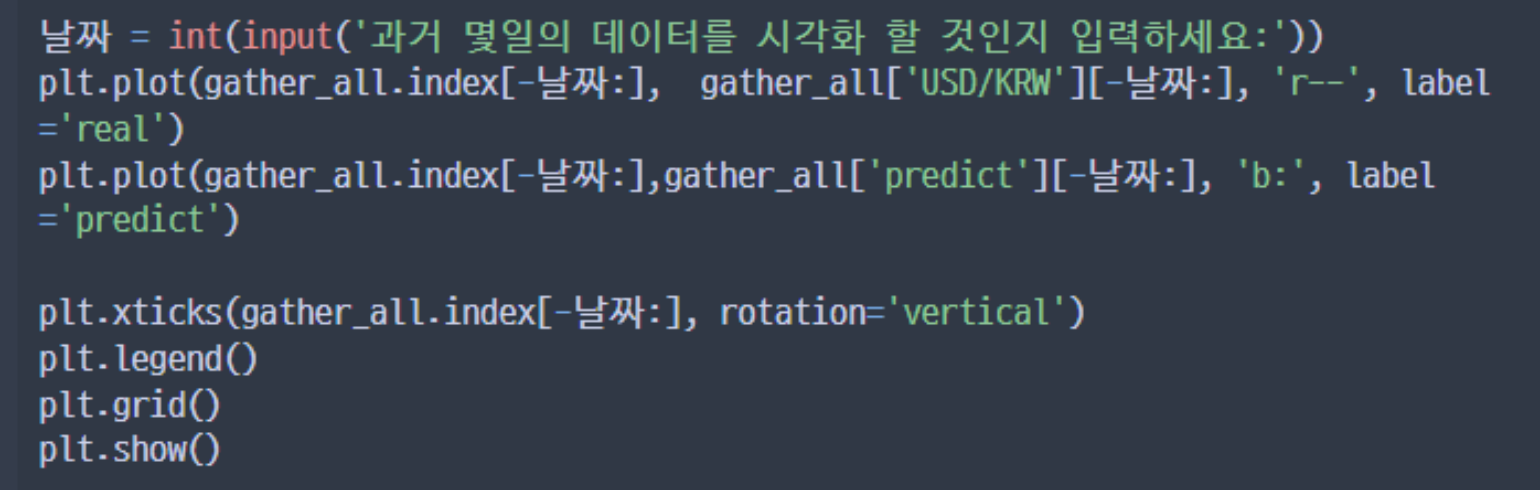 날짜 = int(input('과거 몇일의 데이터를 시각화 할 것인지 입력하세요:'))
plt.plot(gather_all.index[-날짜:],  gather_all['USD/KRW'][-날짜:], 'r--', label
='real')
plt.plot(gather_all.index[-날짜:],gather_all['predict'][-날짜:], 'b:', label
='predict')
plt.xticks(gather_all.index[-날짜:], rotation='vertical')
plt.legend()
plt.grid()
plt.show()